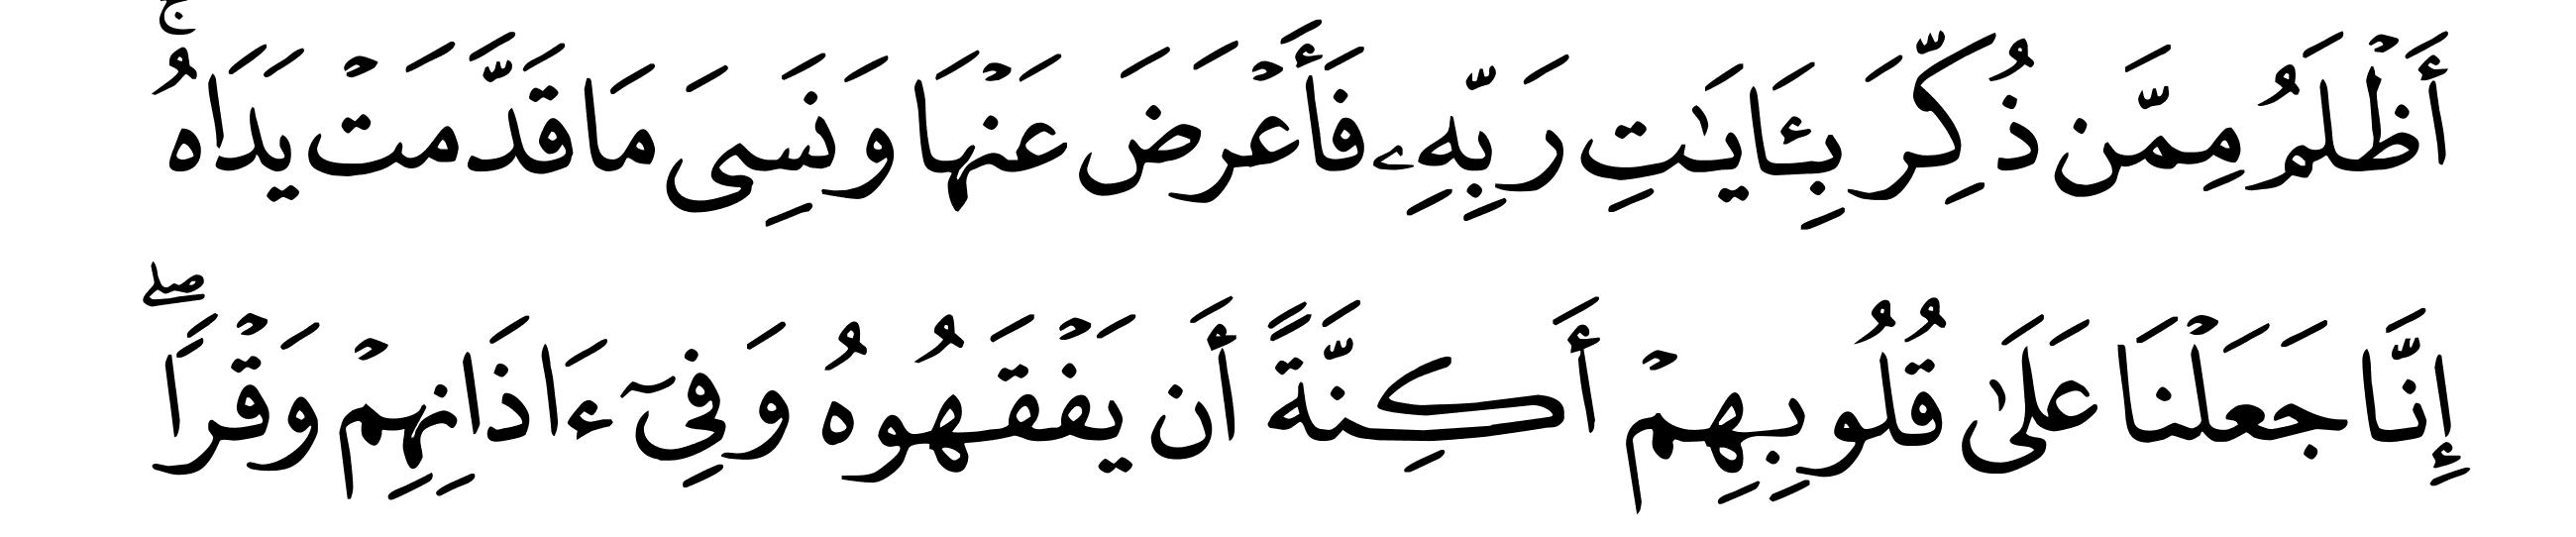 أَظْلَمُ مِمَّن ذُكِّرَ بِـَٔايَـٰتِ رَبِّهِۦ فَأَعْرَضَ عَنْهَا وَنَسِىَ مَا قَدَّمَتْ يَدَاهُ ۚ
إِنَّا جَعَلْنَا عَلَىٰ قُلُوبِهِمْ أَكِنَّةً أَن يَفْقَهُوهُ وَفِىٓ ءَاذَانِهِمْ وَقْرًا ۖ